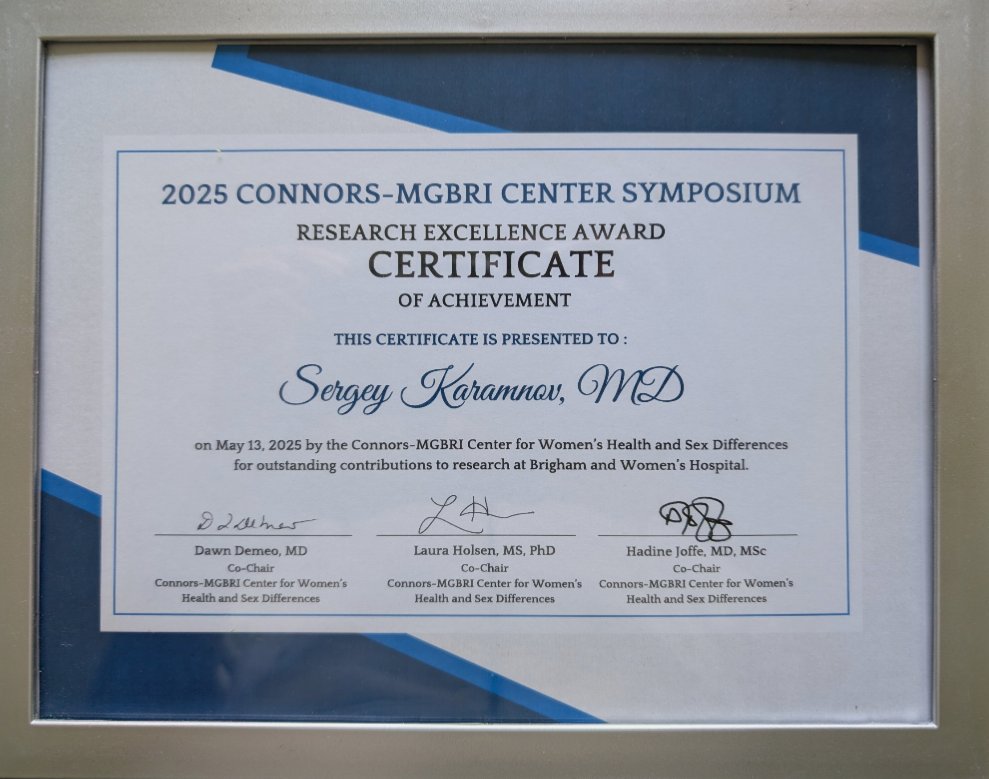 2025 CONNORS-MGBRI CENTER SYMPOSIUM
RESEARCH EXCELLENCE AWARD
CERTIFICATE
OF ACHIEVEMENT
THIS CERTIFICATE IS PRESENTED TO :
Sergey Karamnov, MD
on May 13, 2025 by the Connors-MGBRI Center for Women's Health and Sex Differences
for outstanding contributions to research at Brigham and Women's Hospital.
Dawn Demeo, MD
Co-Chair
Connors-MGBRI Center for Women's
Health and Sex Differences
Laura Holsen, MS, PhD
Co-Chair
Connors-MGBRI Center for Women's
Health and Sex Differences
Hadine Joffe, MD, MSc
Co-Chair
Connors-MGBRI Center for Women's
Health and Sex Differences